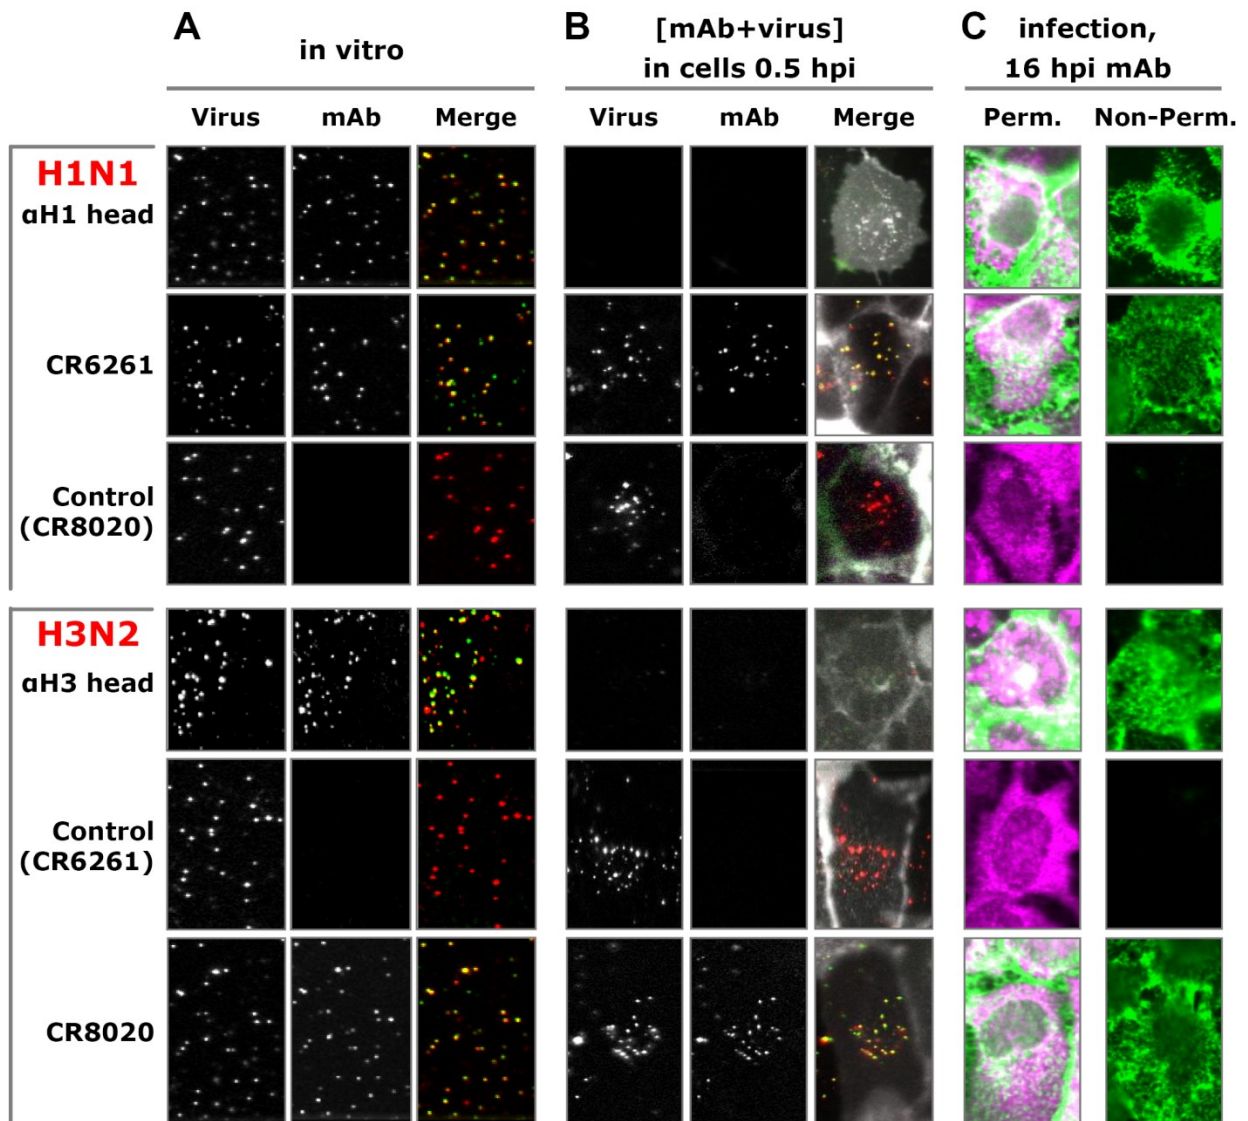 A
in vitro
B
[mAb+virus]
in cells 0.5 hpi
C
infection,
16 hpi mAb
Virus
mAb
Merge
Virus
mAb
Merge
Perm.
Non-Perm.
H1N1
αH1 head
CR6261
Control
(CR8020)
H3N2
αH3 head
Control
(CR6261)
CR8020